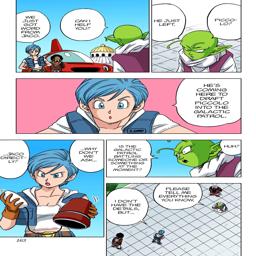 PICCO-
LO?
HE JUST
LEFT.
CAN I
HELP
YOU?
WE
JUST
GOT
WORD
FROM
JACO.
HE'S
COMING
HERE TO
DRAFT
PICCOLO
INTO THE
GALACTIC
PATROL.
HUH?
IS THE
GALACTIC
PATROL
BATTLING
SOMEONE OR
SOMETHING
AT THE
MOMENT?
PLEASE
TELL ME
EVERYTHING
YOU KNOW.
I DON'T
HAVE THE
DETAILS,
BUT...
WHY
DON'T
WE
ASK...
JACO
DIRECT-
LY?